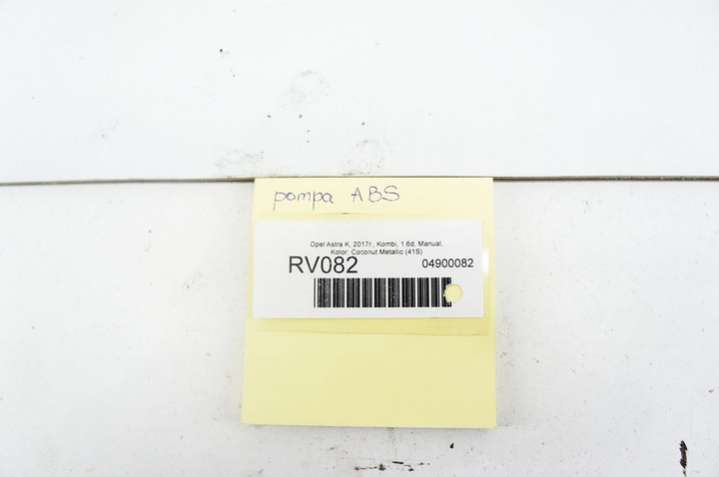 pompa ABS
Opel Astra K, 2017r., Kombi, 1.6d, Manual,
Kolor: Coconut Metallic (41S)
RV082 04900082